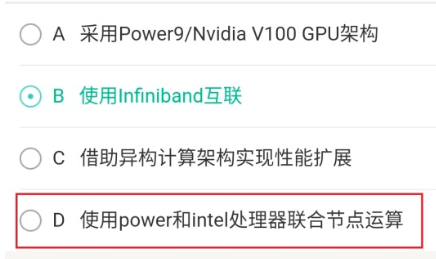 A 采用Power9/Nvidia V100 GPU架构
B 使用Infiniband互联
C 借助异构计算架构实现性能扩展
D 使用power和intel处理器联合节点运算